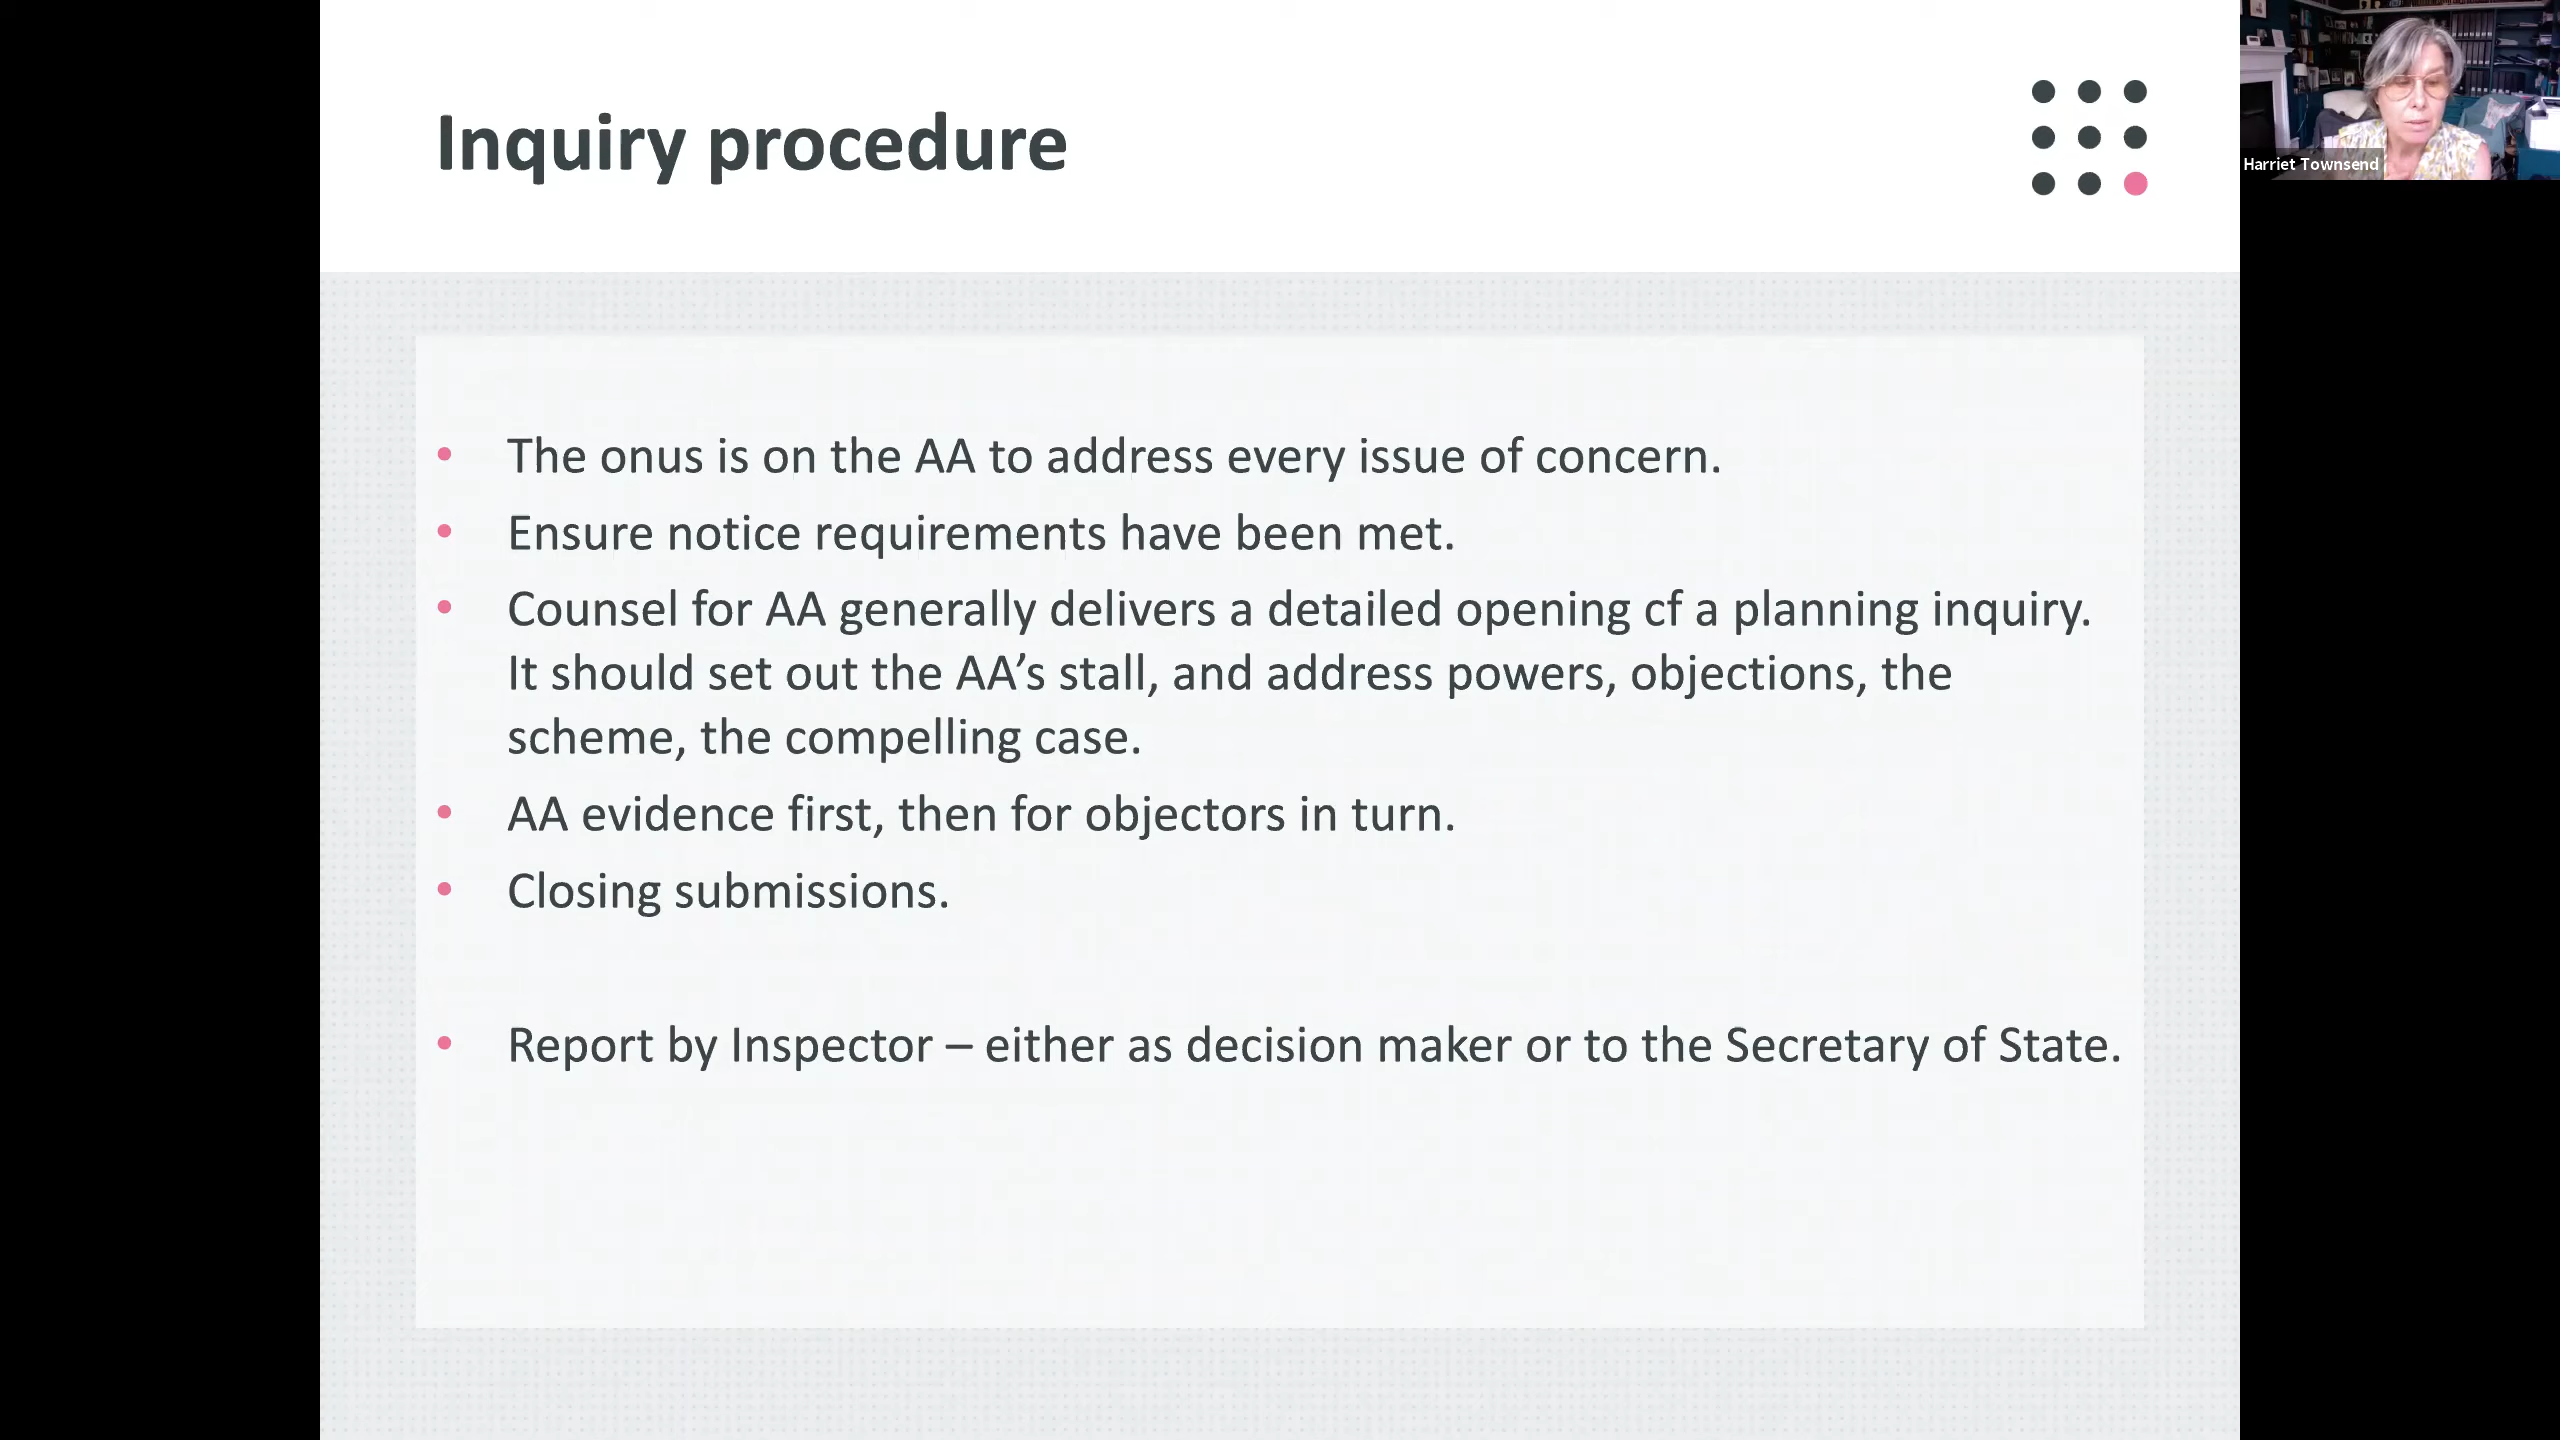 Inquiry procedure
Harriet Townsend
• The onus is on the AA to address every issue of concern.
• Ensure notice requirements have been met.
• Counsel for AA generally delivers a detailed opening cf a planning inquiry.
It should set out the AA’s stall, and address powers, objections, the
scheme, the compelling case.
• AA evidence first, then for objectors in turn.
• Closing submissions.
• Report by Inspector – either as decision maker or to the Secretary of State.